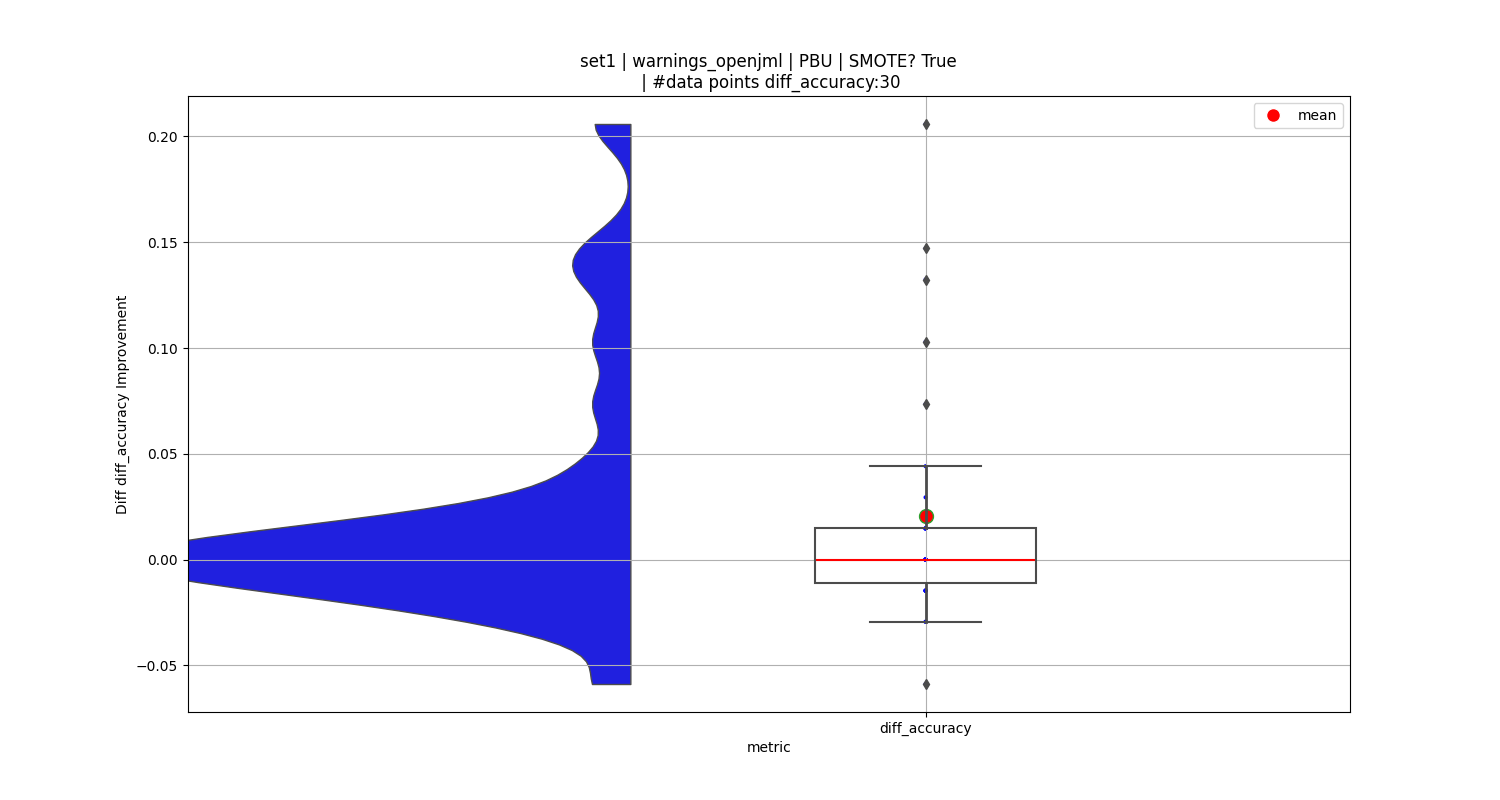 set1 | warnings_openjml | PBU | SMOTE? True
| #data points diff_accuracy:30
mean
0.20
0.15
0.10
0.05
0.00
−0.05
Diff diff_accuracy Improvement
diff_accuracy
metric